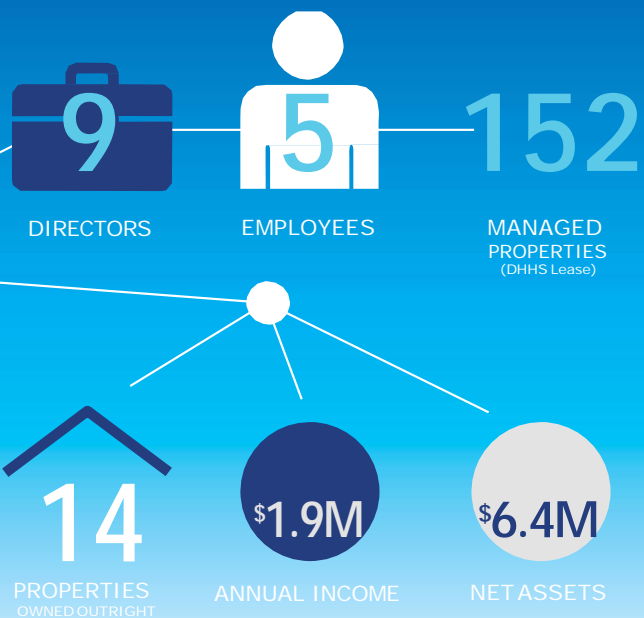 9
DIRECTORS
5
EMPLOYEES
152
MANAGED
PROPERTIES
(DHHS Lease)
14
PROPERTIES
OWNED OUTRIGHT
$1.9M
ANNUAL INCOME
$6.4M
NET ASSETS